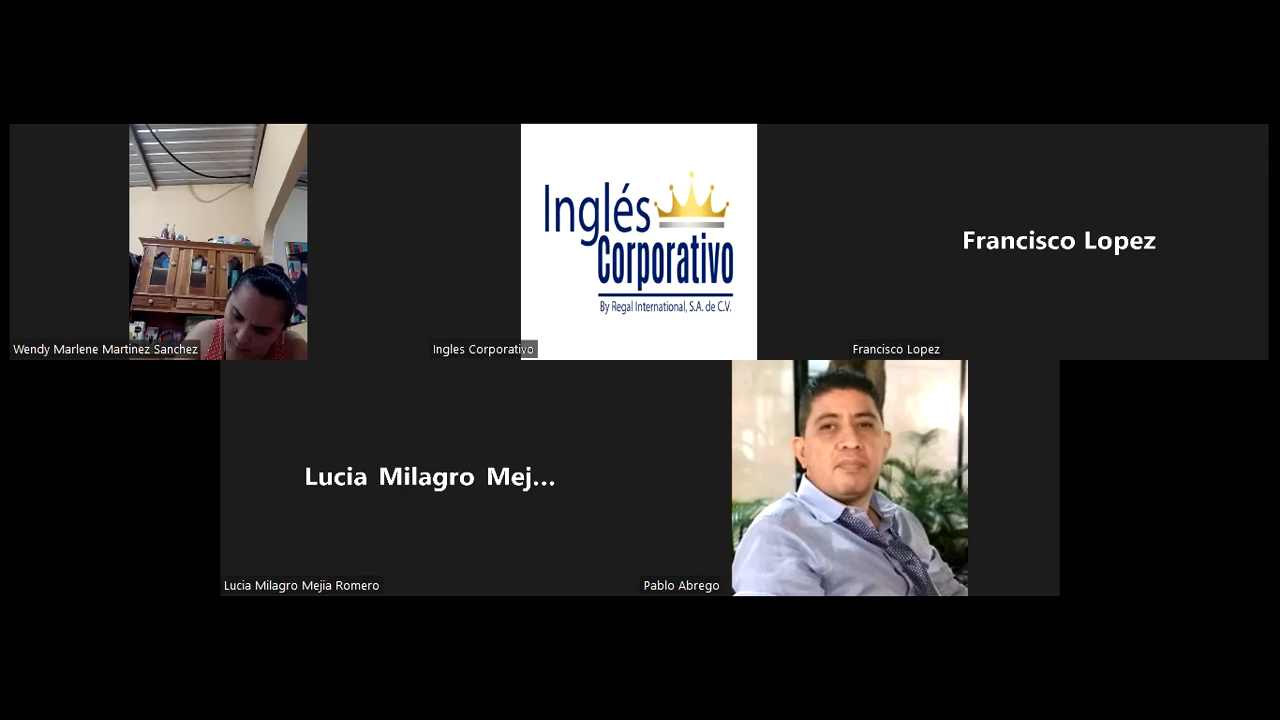 Inglés
Corporativo
By Regal International, S.A. de C.V.
Francisco Lopez
Wendy Marlene Martinez Sanchez
Ingles Corporativo
Francisco Lopez
Lucia Milagro Mej...
Lucia Milagro Mejia Romero
Pablo Abrego